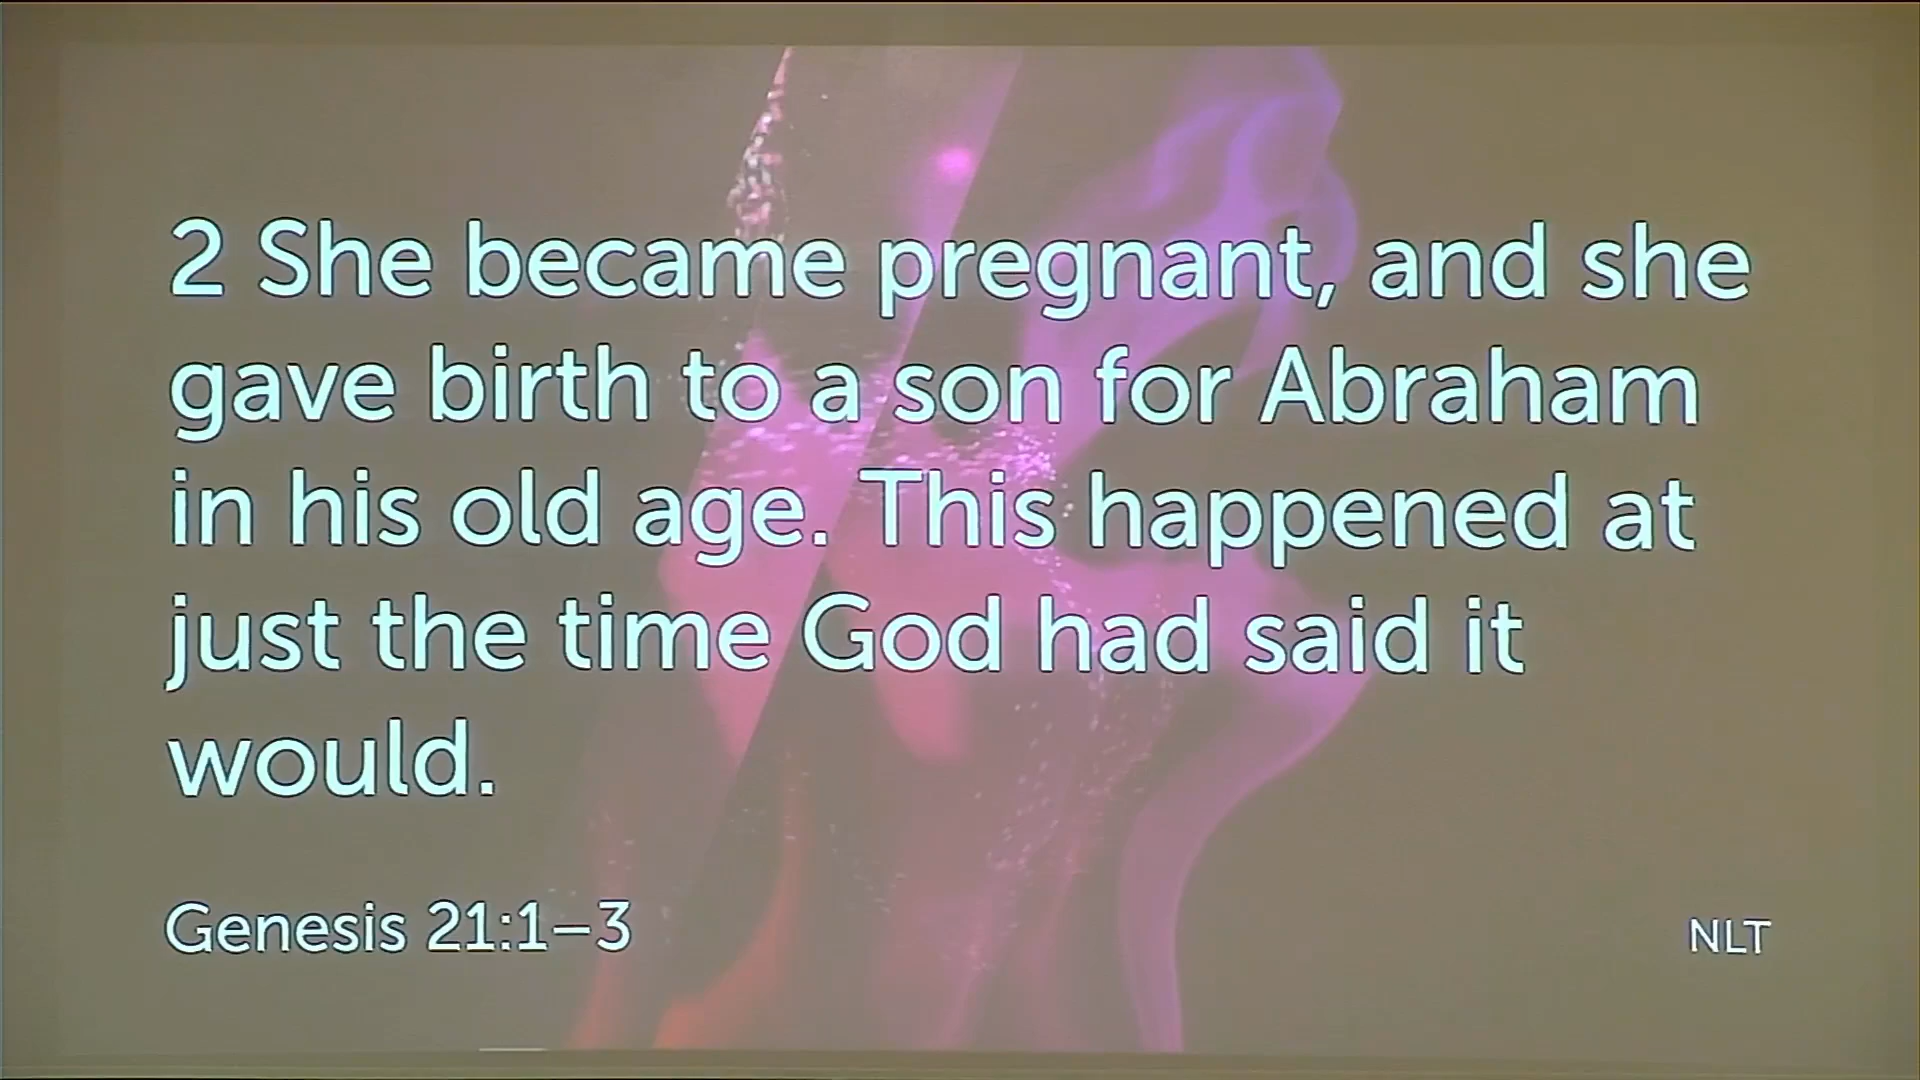 2 She became pregnant, and she
gave birth to a son for Abraham
in his old age. This happened at
just the time God had said it
would.
Genesis 21:1–3
NLT